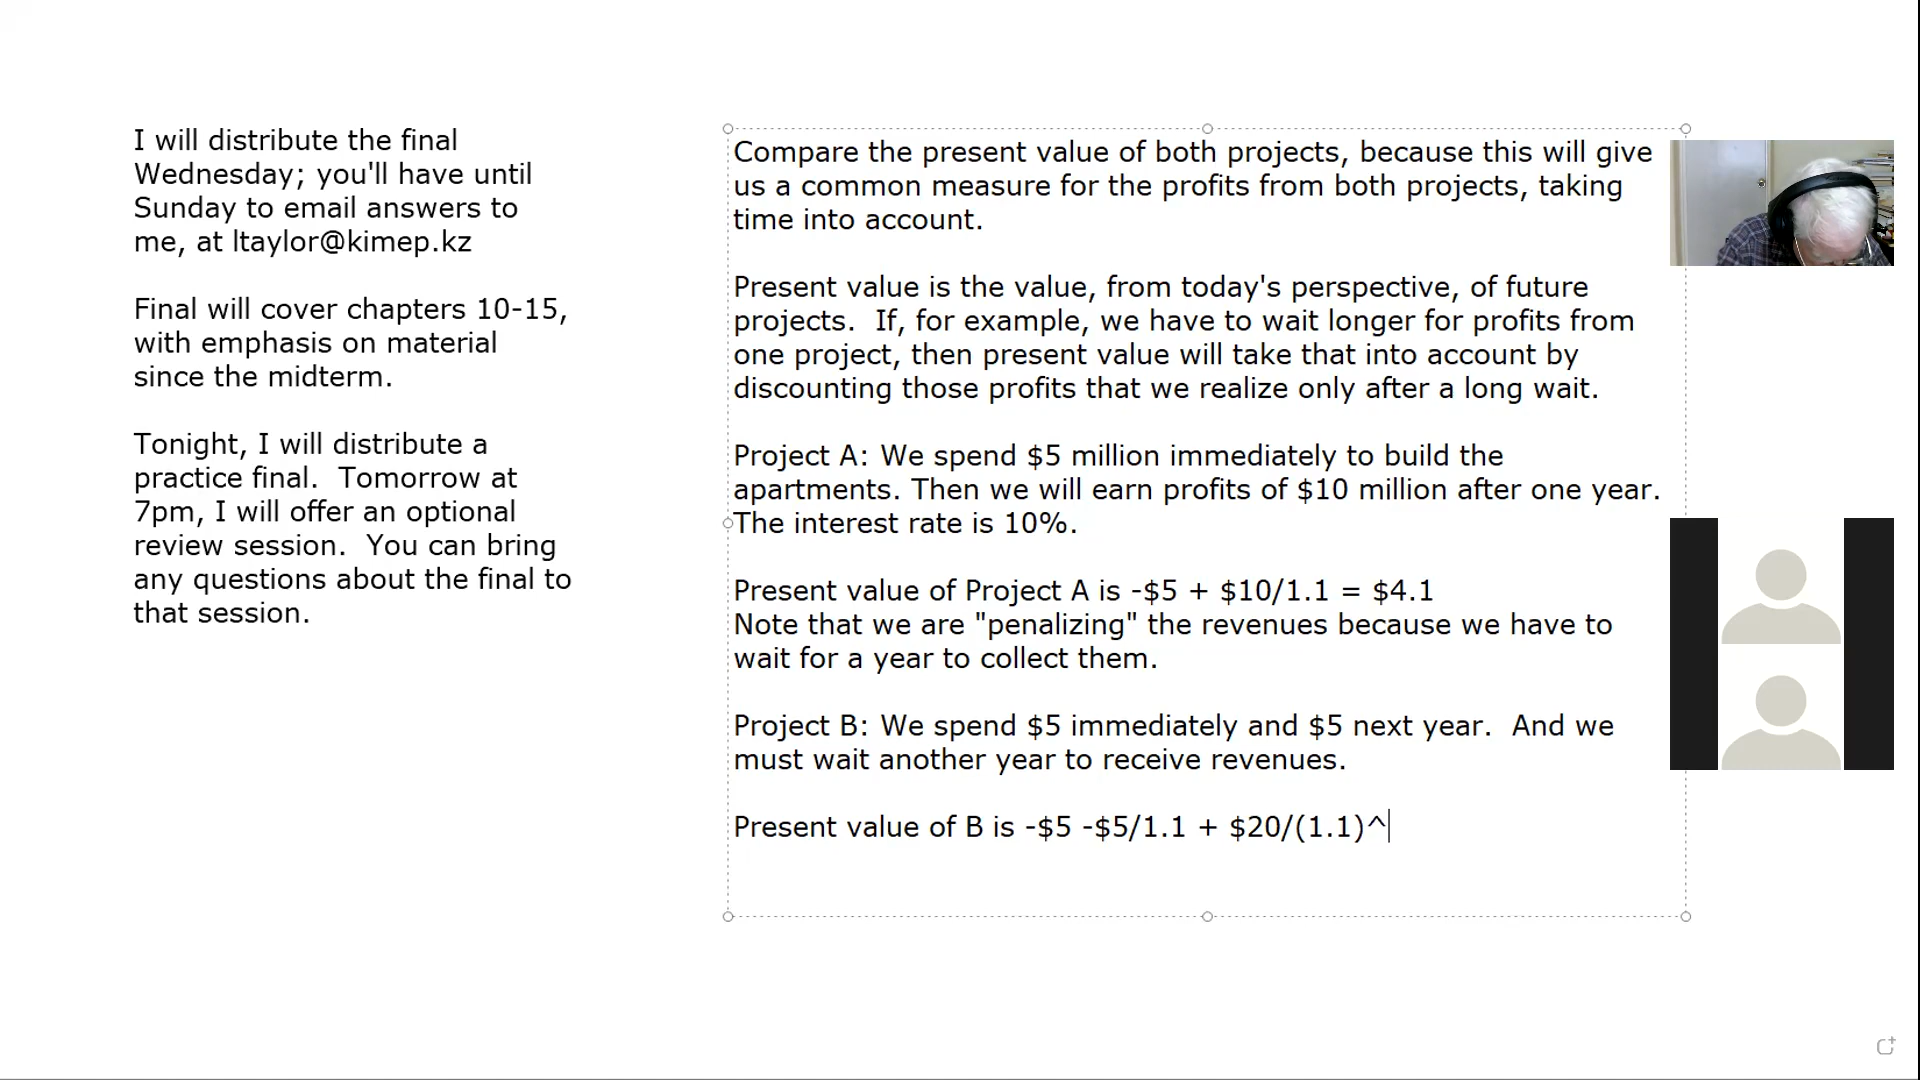 I will distribute the final
Wednesday; you'll have until
Sunday to email answers to
me, at ltaylor@kimep.kz
Final will cover chapters 10-15,
with emphasis on material
since the midterm.
Tonight, I will distribute a
practice final.  Tomorrow at
7pm, I will offer an optional
review session.  You can bring
any questions about the final to
that session.
Compare the present value of both projects, because this will give
us a common measure for the profits from both projects, taking
time into account.
Present value is the value, from today's perspective, of future
projects.  If, for example, we have to wait longer for profits from
one project, then present value will take that into account by
discounting those profits that we realize only after a long wait.
Project A: We spend $5 million immediately to build the
apartments. Then we will earn profits of $10 million after one year.
The interest rate is 10%.
Present value of Project A is -$5 + $10/1.1 = $4.1
Note that we are "penalizing" the revenues because we have to
wait for a year to collect them.
Project B: We spend $5 immediately and $5 next year.  And we
must wait another year to receive revenues.
Present value of B is -$5 -$5/1.1 + $20/(1.1)^